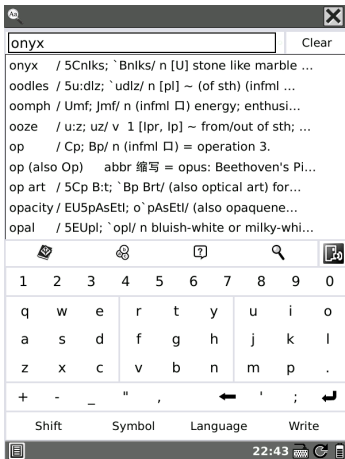 onyx
Clear
onyx / 5CnIks; `BnIks/ n [U] stone like marble ...
oodles / 5u:dlz; `udlz/ n [pl] ~ (of sth) (infml ...
oomph / Umf; Jmf/ n (infml 口) energy; enthusi...
ooze / u:z; uz/ v 1 [Ipr, Ip] ~ from/out of sth; ...
op / Cp; Bp/ n (infml 口) = operation 3.
op (also Op) abbr 缩写 = opus: Beethoven's Pi...
op art / 5Cp B:t; `Bp Brt/ (also optical art) for...
opacity / EU5pAsEtI; o`pAsEtI/ (also opaquene...
opal / 5EUpl; `opl/ n bluish-white or milky-whi...
1 2 3 4 5 6 7 8 9 0
q w e r t y u i o
a s d f g h j k l
z x c v b n m p .
+ - _ " , ' ;
Shift Symbol Language Write
22:43